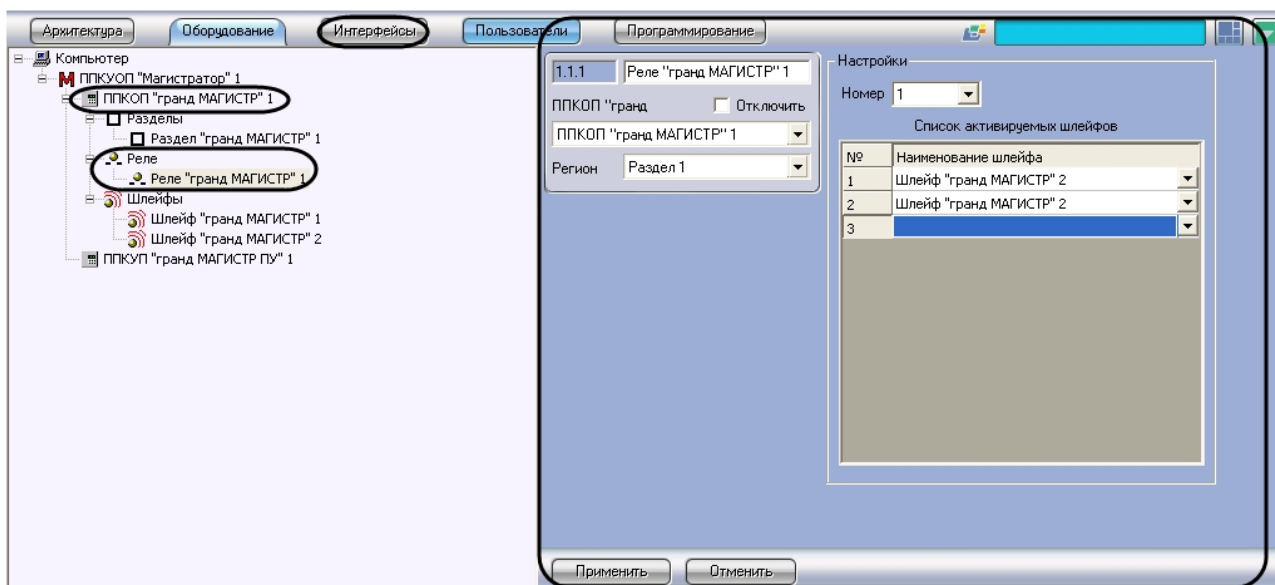 Архитектура Оборудование Интерфейсы Пользователи Программирование
Компьютер
ППКУОП "Магистратор" 1
ППКОП "гранд МАГИСТР" 1
Разделы
Раздел "гранд МАГИСТР" 1
Реле
Реле "гранд МАГИСТР" 1
Шлейфы
Шлейф "гранд МАГИСТР" 1
Шлейф "гранд МАГИСТР" 2
ППКУП "гранд МАГИСТР ПУ" 1
1.1.1 Реле "гранд МАГИСТР" 1
ППКОП "гранд Отключить
ППКОП "гранд МАГИСТР" 1
Регион Раздел 1
Настройки
Номер 1
Список активируемых шлейфов
№ Наименование шлейфа
1 Шлейф "гранд МАГИСТР" 2
2 Шлейф "гранд МАГИСТР" 2
3
Применить Отменить